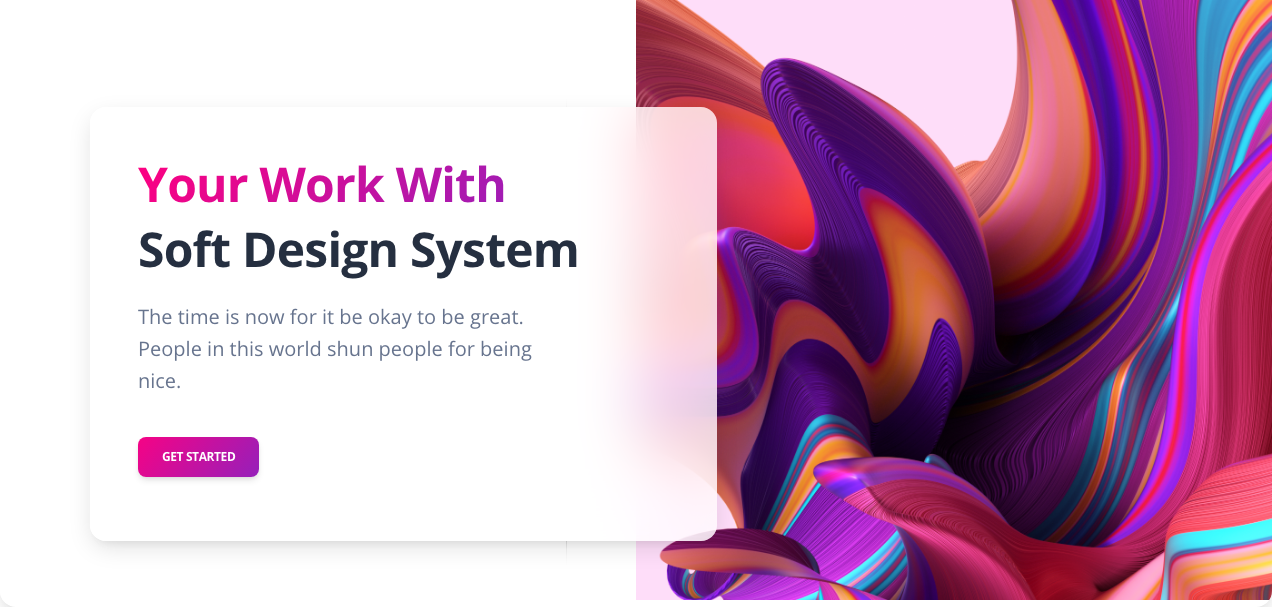 Your Work With
Soft Design System
The time is now for it be okay to be great.
People in this world shun people for being
nice.
GET STARTED